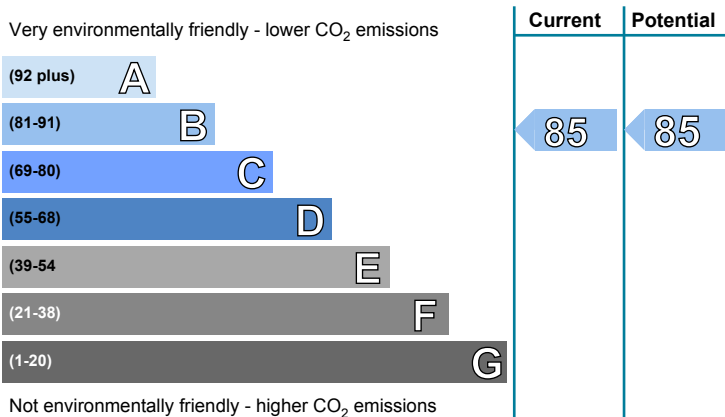 Very environmentally friendly - lower CO₂ emissions
Current Potential
(92 plus) A
(81-91) B
85 85
(69-80) C
(55-68) D
(39-54 E
(21-38) F
(1-20) G
Not environmentally friendly - higher CO₂ emissions